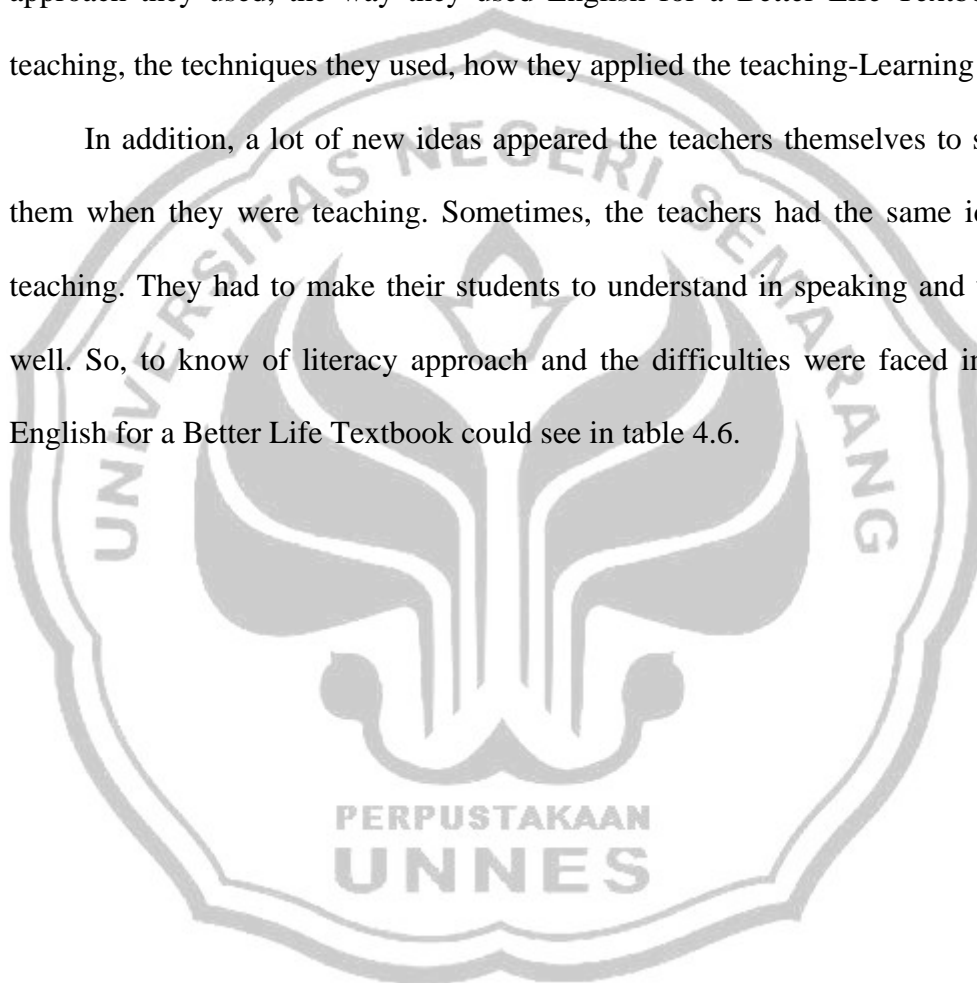 approach they used, the way they used English for a Better Life
teaching, the techniques they used, how they applied the teaching-Learning
In addition, a lot of new ideas appeared the teachers themselves to
them when they were teaching. Sometimes, the teachers had the same
teaching. They had to make their students to understand in speaking and
well. So, to know of literacy approach and the difficulties were faced
English for a Better Life Textbook could see in table 4.6.
UNIVERSITAS NEGERI SEMARANG
PERPUSTAKAAN
UNNES